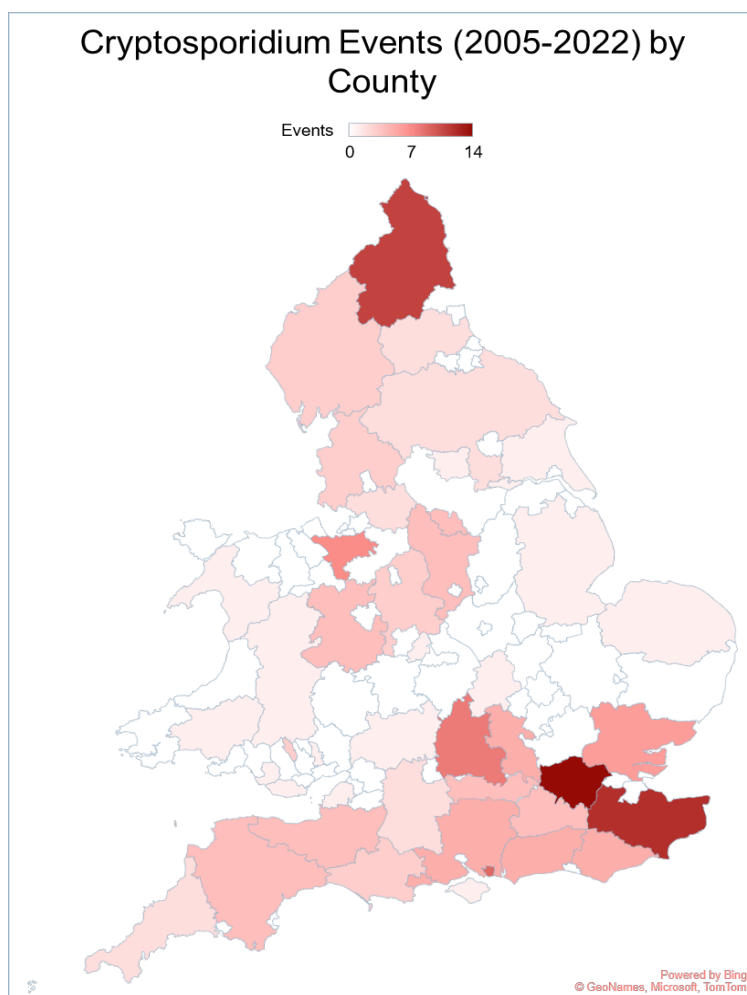 Cryptosporidium Events (2005-2022) by
County
Events
0 7 14
Powered by Bing
© GeoNames, Microsoft, TomTom